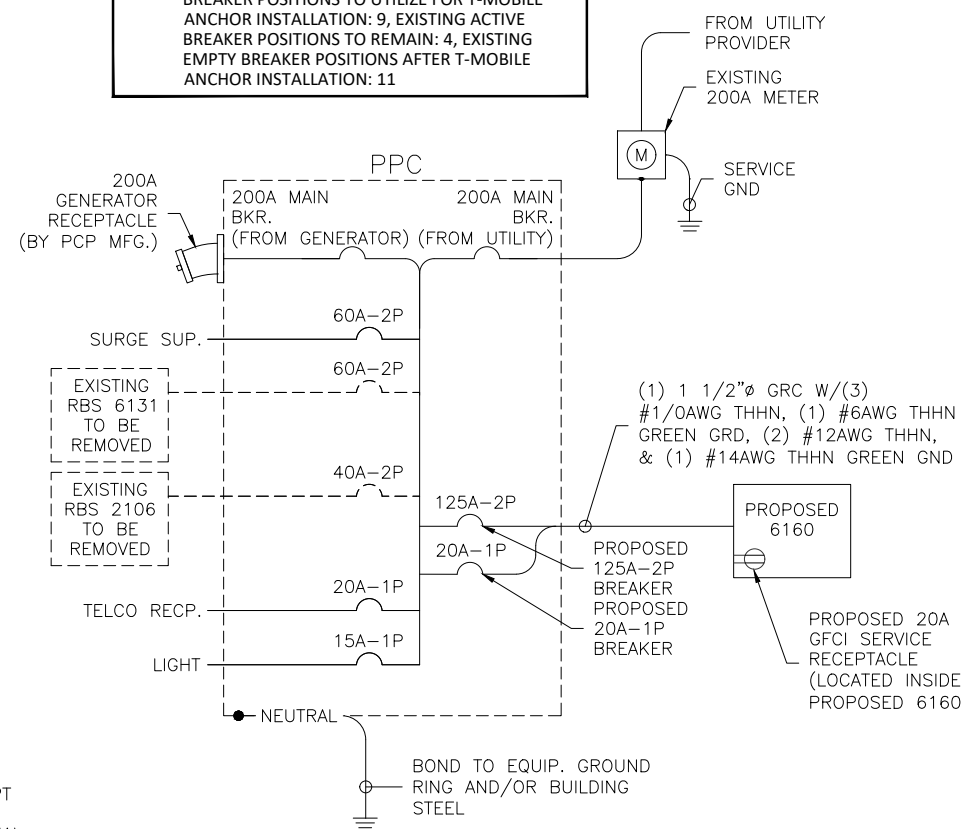 BREAKER POSITIONS TO UTILIZE FOR T-MOBILE
ANCHOR INSTALLATION: 9, EXISTING ACTIVE
BREAKER POSITIONS TO REMAIN: 4, EXISTING
EMPTY BREAKER POSITIONS AFTER T-MOBILE
ANCHOR INSTALLATION: 11
FROM UTILITY
PROVIDER
EXISTING
200A METER
M
SERVICE
GND
PPC
200A
GENERATOR
RECEPTACLE
(BY PCP MFG.)
200A MAIN
BKR.
(FROM GENERATOR)
200A MAIN
BKR.
(FROM UTILITY)
60A-2P
SURGE SUP.
60A-2P
EXISTING
RBS 6131
TO BE
REMOVED
40A-2P
EXISTING
RBS 2106
TO BE
REMOVED
(1) 1 1/2"ø GRC W/(3)
#1/0AWG THHN, (1) #6AWG THHN
GREEN GRD, (2) #12AWG THHN,
& (1) #14AWG THHN GREEN GND
125A-2P
20A-1P
PROPOSED
125A-2P
BREAKER
PROPOSED
20A-1P
BREAKER
PROPOSED
6160
PROPOSED 20A
GFCI SERVICE
RECEPTACLE
(LOCATED INSIDE
PROPOSED 6160
20A-1P
TELCO RECP.
15A-1P
LIGHT
NEUTRAL
BOND TO EQUIP. GROUND
RING AND/OR BUILDING
STEEL
PT